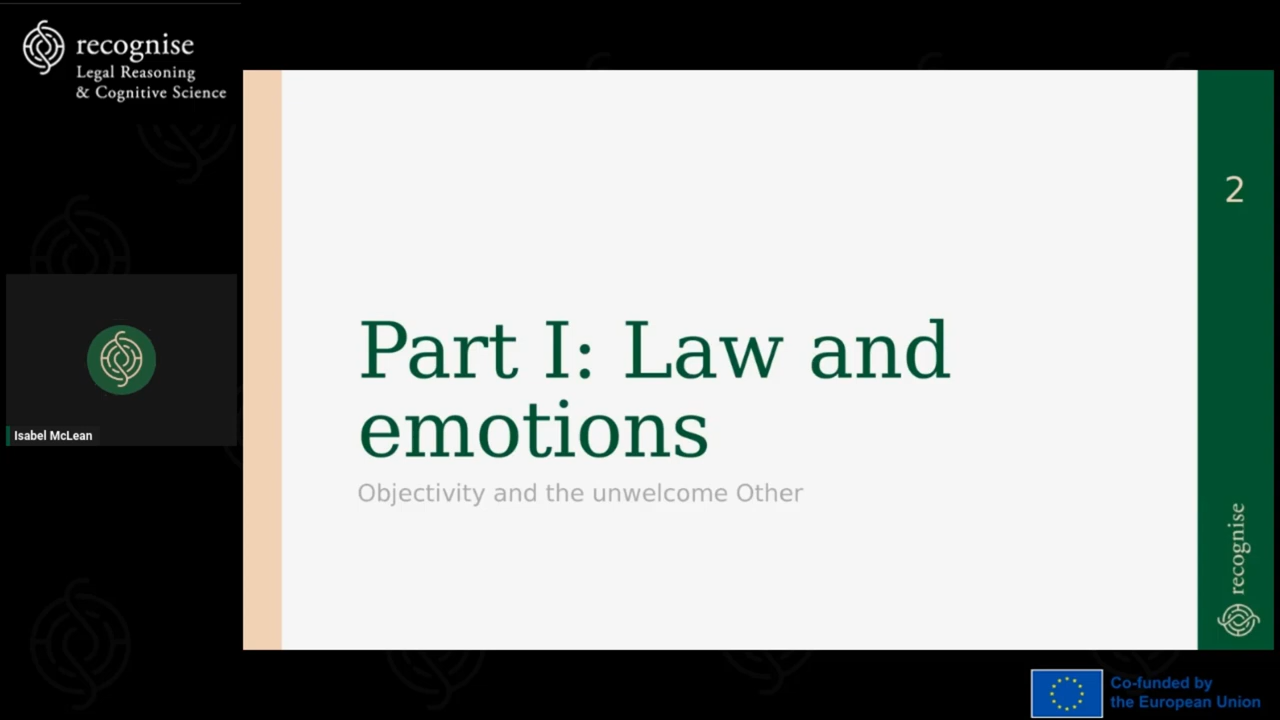 recognise
Legal Reasoning
& Cognitive Science
Isabel McLean
2
Part I: Law and
emotions
Objectivity and the unwelcome Other
recognise
Co-funded by
the European Union